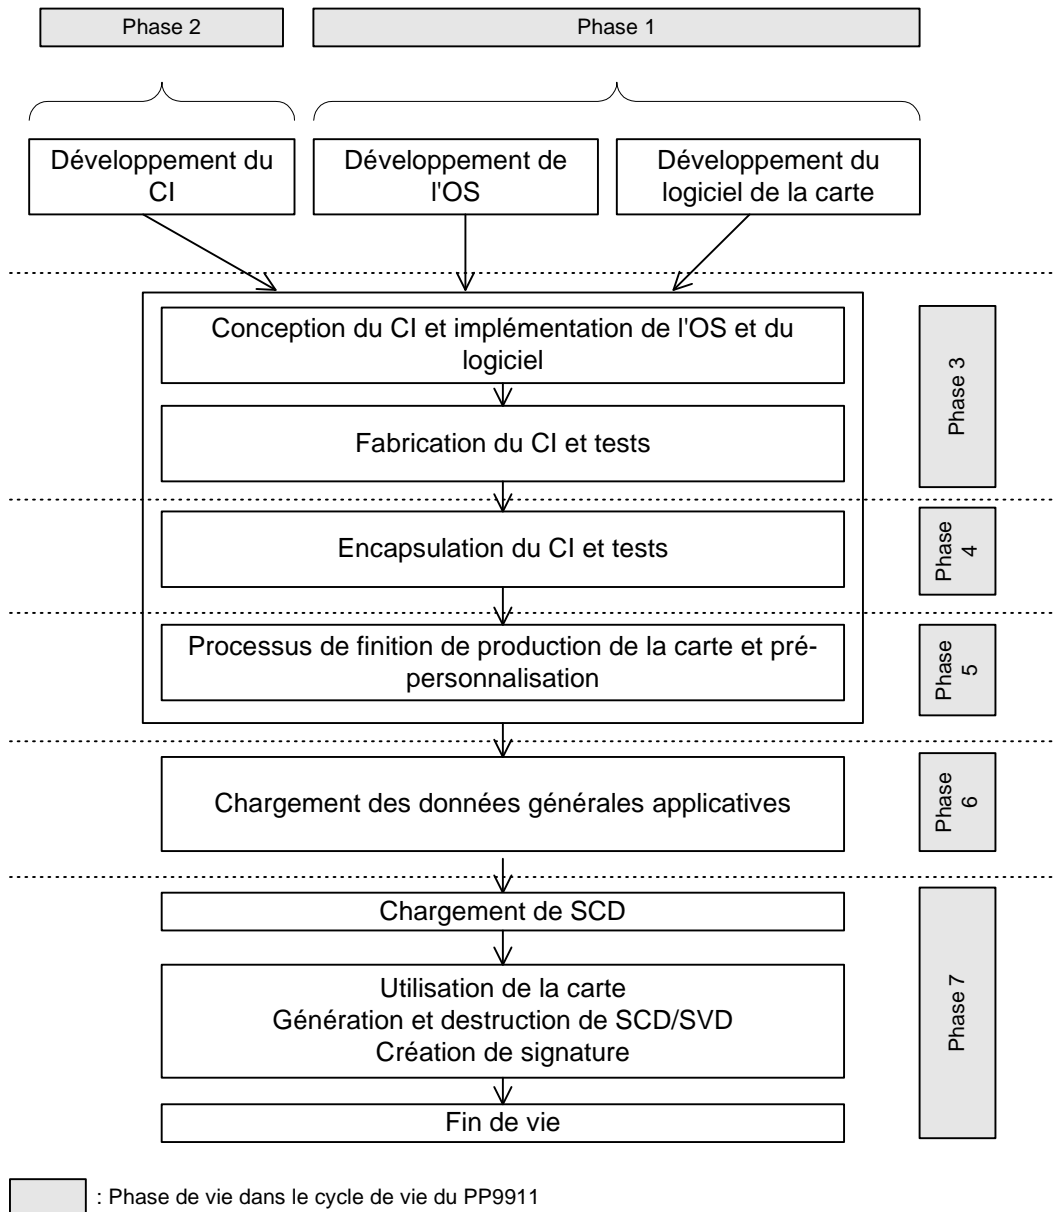 Phase 2
Phase 1
Développement du
CI
Développement de
l'OS
Développement du
logiciel de la carte
Conception du CI et implémentation de l'OS et du
logiciel
Phase 3
Fabrication du CI et tests
Encapsulation du CI et tests
Phase
4
Processus de finition de production de la carte et pré-
personnalisation
Phase
5
Chargement des données générales applicatives
Phase
6
Chargement de SCD
Utilisation de la carte
Génération et destruction de SCD/SVD
Création de signature
Phase 7
Fin de vie
: Phase de vie dans le cycle de vie du PP9911